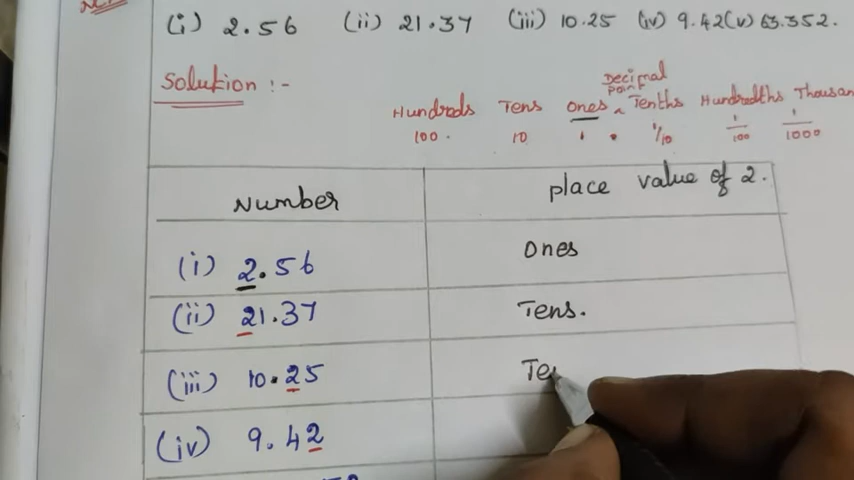 (i) 2.56 (ii) 21.37 (iii) 10.25 (iv) 9.42 (v) 63.352.
Solution :-
Decimal
point
Hundreds Tens Ones Tenths Hundredths Thousan
100. 10 1 . 1/10 1/100 1/1000
Number place value of 2.
(i) 2.56 ones
(ii) 21.37 Tens.
(iii) 10.25 Te
(iv) 9.42